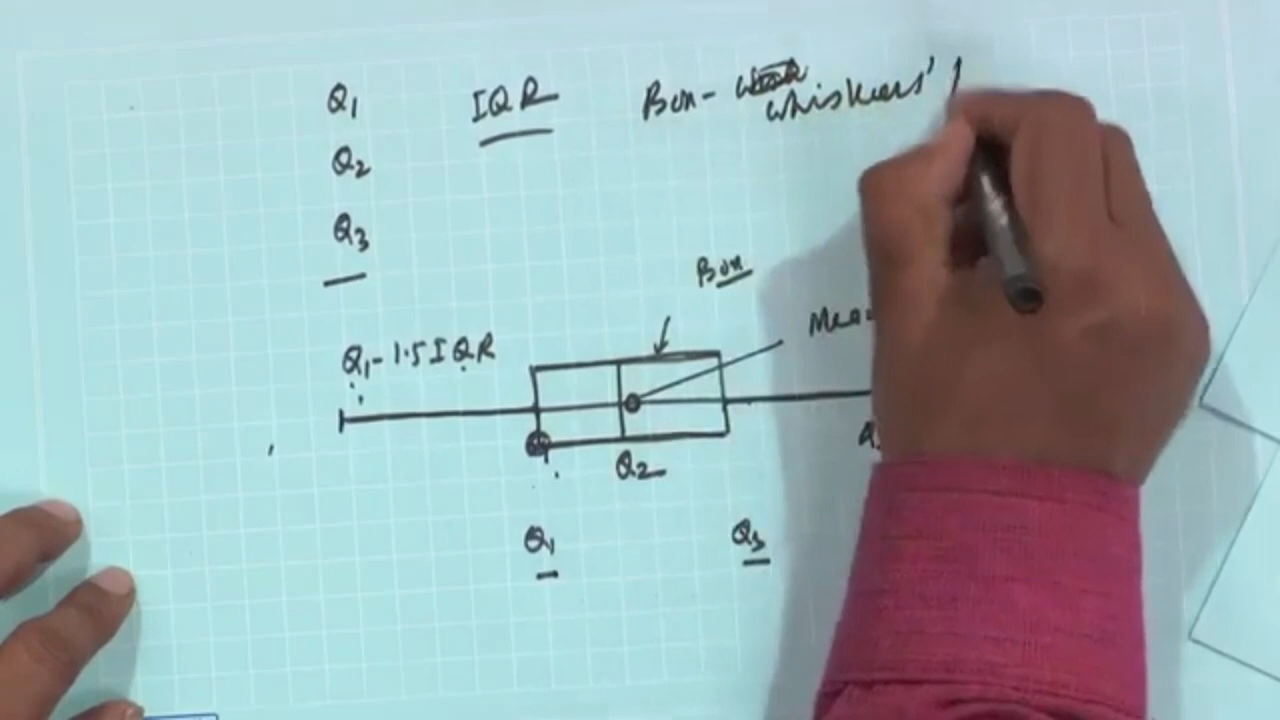 Q1 IQR Box- whiskers'
Q2
Q3
Box
Q1-1.5IQR
Q2
Q1 Q3